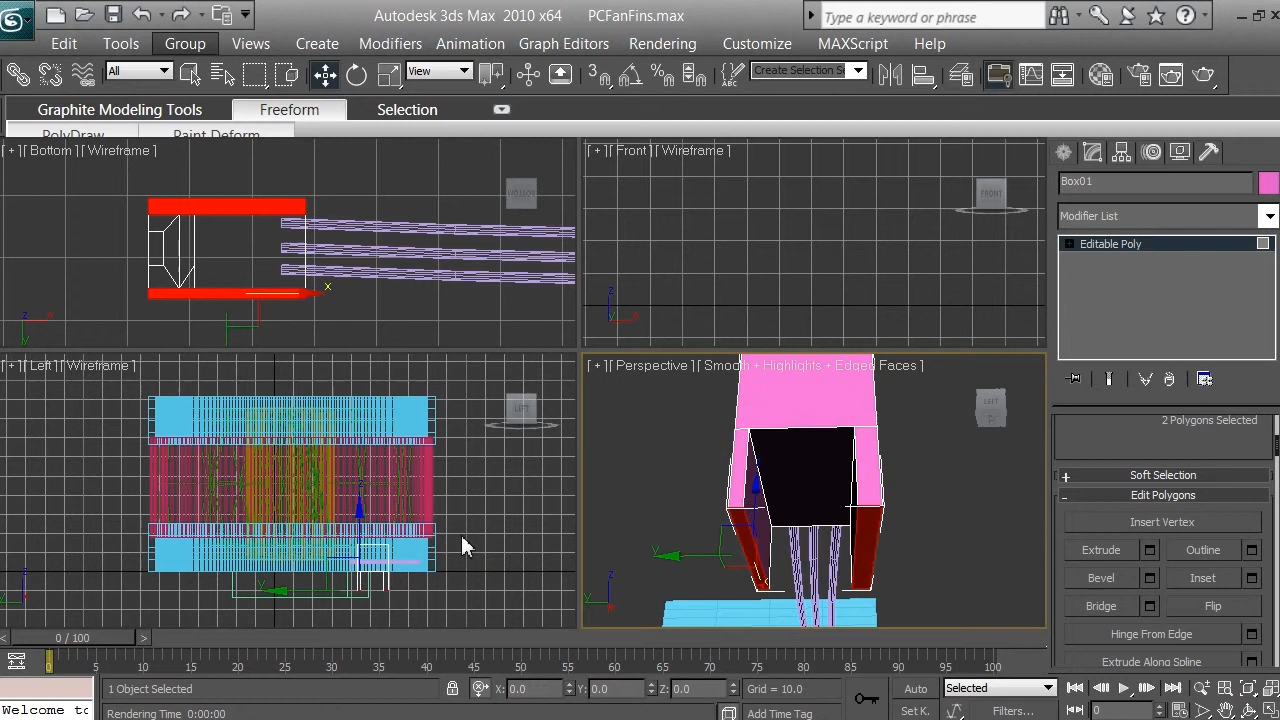 Autodesk 3ds Max 2010 x64 PCFanFins.max
Type a keyword or phrase
Edit Tools Group Views Create Modifiers Animation Graph Editors Rendering Customize MAXScript Help
All View Create Selection Se
Graphite Modeling Tools Freeform Selection
PolyDraw Paint Deform
[ + ][ Bottom ][ Wireframe ] [ + ][ Front ][ Wireframe ]
BOTTOM FRONT
Box01
Modifier List
Editable Poly
x
z x y
z x y
[ + ][ Left ][ Wireframe ] [ + ][ Perspective ][ Smooth + Highlights + Edged Faces ]
LEFT LEFT
2 Polygons Selected
Soft Selection
Edit Polygons
Insert Vertex
Extrude Outline
Bevel Inset
Bridge Flip
Hinge From Edge
Extrude Along Spline
0 / 100
0 5 10 15 20 25 30 35 40 45 50 55 60 65 70 75 80 85 90 95 100
1 Object Selected X: 0.0 Y: 0.0 Z: 0.0 Grid = 10.0 Auto Selected
Welcome to Rendering Time 0:00:00 Add Time Tag Set K. Filters... 0